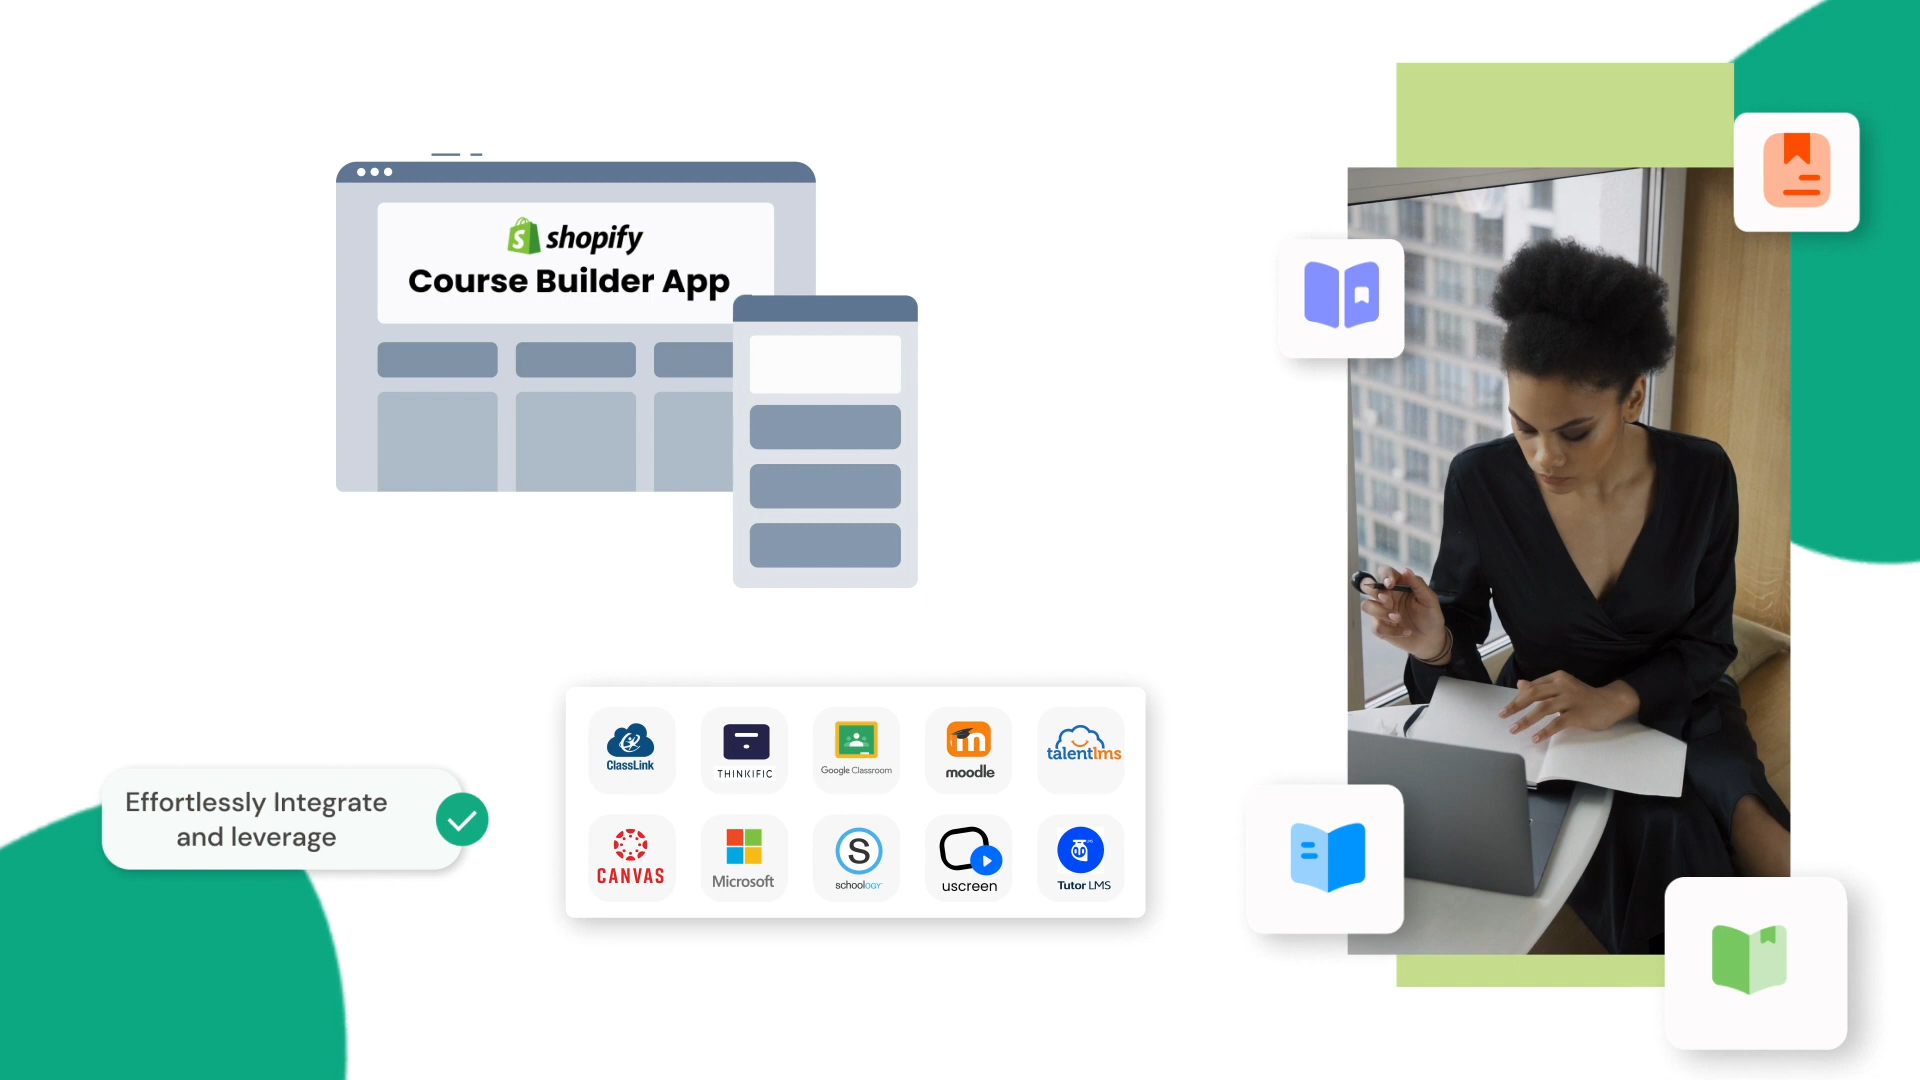 shopify
Course Builder App
Effortlessly Integrate
and leverage
ClassLink
THINKIFIC
Google Classroom
moodle
talentlms
CANVAS
Microsoft
S
schoology
uscreen
Tutor LMS